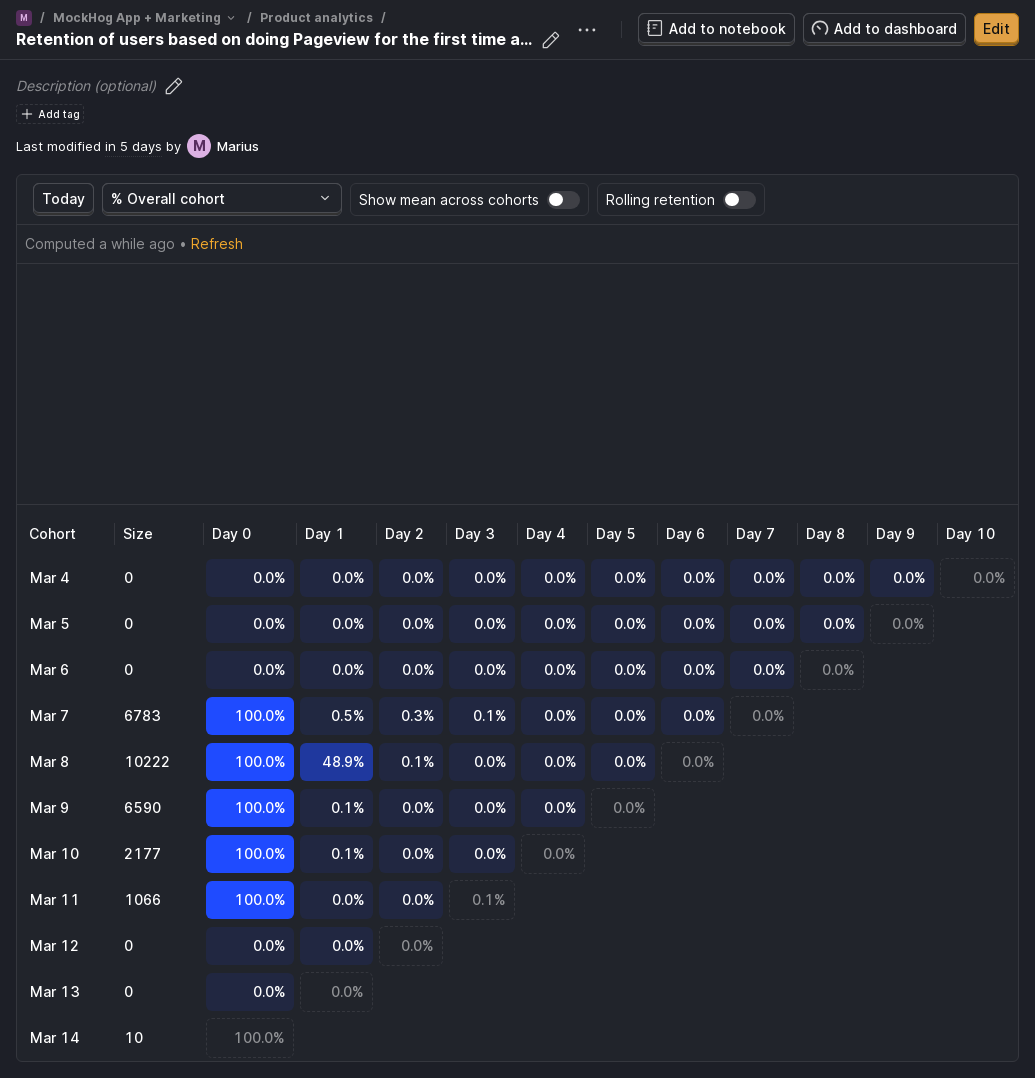 M / MockHog App + Marketing / Product analytics /
Retention of users based on doing Pageview for the first time a...
Add to notebook
Add to dashboard
Edit
Description (optional)
Add tag
Last modified in 5 days by M Marius
Today
% Overall cohort
Show mean across cohorts
Rolling retention
Computed a while ago • Refresh
Cohort Size Day 0 Day 1 Day 2 Day 3 Day 4 Day 5 Day 6 Day 7 Day 8 Day 9 Day 10
Mar 4 0 0.0% 0.0% 0.0% 0.0% 0.0% 0.0% 0.0% 0.0% 0.0% 0.0% 0.0%
Mar 5 0 0.0% 0.0% 0.0% 0.0% 0.0% 0.0% 0.0% 0.0% 0.0% 0.0%
Mar 6 0 0.0% 0.0% 0.0% 0.0% 0.0% 0.0% 0.0% 0.0% 0.0%
Mar 7 6783 100.0% 0.5% 0.3% 0.1% 0.0% 0.0% 0.0% 0.0%
Mar 8 10222 100.0% 48.9% 0.1% 0.0% 0.0% 0.0% 0.0%
Mar 9 6590 100.0% 0.1% 0.0% 0.0% 0.0% 0.0%
Mar 10 2177 100.0% 0.1% 0.0% 0.0% 0.0%
Mar 11 1066 100.0% 0.0% 0.0% 0.1%
Mar 12 0 0.0% 0.0% 0.0%
Mar 13 0 0.0% 0.0%
Mar 14 10 100.0%